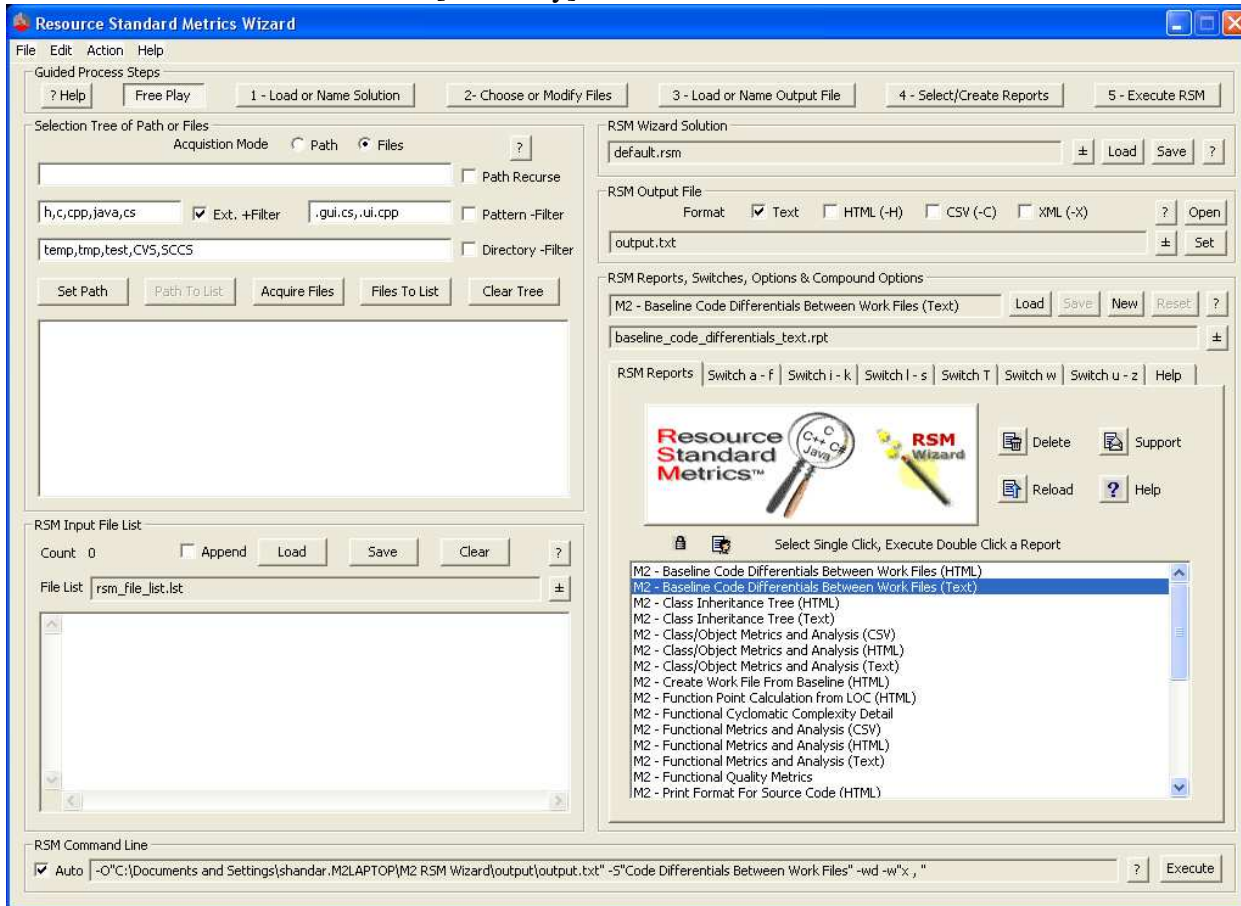 Resource Standard Metrics Wizard
File Edit Action Help
Guided Process Steps
? Help Free Play 1 - Load or Name Solution 2- Choose or Modify Files 3 - Load or Name Output File 4 - Select/Create Reports 5 - Execute RSM
Selection Tree of Path or Files
Acquistion Mode Path Files ?
Path Recurse
h,c,cpp,java,cs Ext. +Filter .gui.cs,.ui.cpp Pattern -Filter
temp,tmp,test,CVS,SCCS Directory -Filter
Set Path Path To List Acquire Files Files To List Clear Tree
RSM Input File List
Count 0 Append Load Save Clear ?
File List rsm_file_list.lst ±
RSM Wizard Solution
default.rsm ± Load Save ?
RSM Output File
Format Text HTML (-H) CSV (-C) XML (-X) ? Open
output.txt ± Set
RSM Reports, Switches, Options & Compound Options
M2 - Baseline Code Differentials Between Work Files (Text) Load Save New Reset ?
baseline_code_differentials_text.rpt ±
RSM Reports Switch a - f Switch i - k Switch l - s Switch T Switch w Switch u - z Help
Resource
Standard
Metrics™
C
C++ C#
Java
RSM
Wizard
Delete Support
Reload ? Help
Select Single Click, Execute Double Click a Report
M2 - Baseline Code Differentials Between Work Files (HTML)
M2 - Baseline Code Differentials Between Work Files (Text)
M2 - Class Inheritance Tree (HTML)
M2 - Class Inheritance Tree (Text)
M2 - Class/Object Metrics and Analysis (CSV)
M2 - Class/Object Metrics and Analysis (HTML)
M2 - Class/Object Metrics and Analysis (Text)
M2 - Create Work File From Baseline (HTML)
M2 - Function Point Calculation from LOC (HTML)
M2 - Functional Cyclomatic Complexity Detail
M2 - Functional Metrics and Analysis (CSV)
M2 - Functional Metrics and Analysis (HTML)
M2 - Functional Metrics and Analysis (Text)
M2 - Functional Quality Metrics
M2 - Print Format For Source Code (HTML)
RSM Command Line
Auto -O"C:\Documents and Settings\shandar.M2LAPTOP\M2 RSM Wizard\output\output.txt" -S"Code Differentials Between Work Files" -wd -w"x , " ? Execute